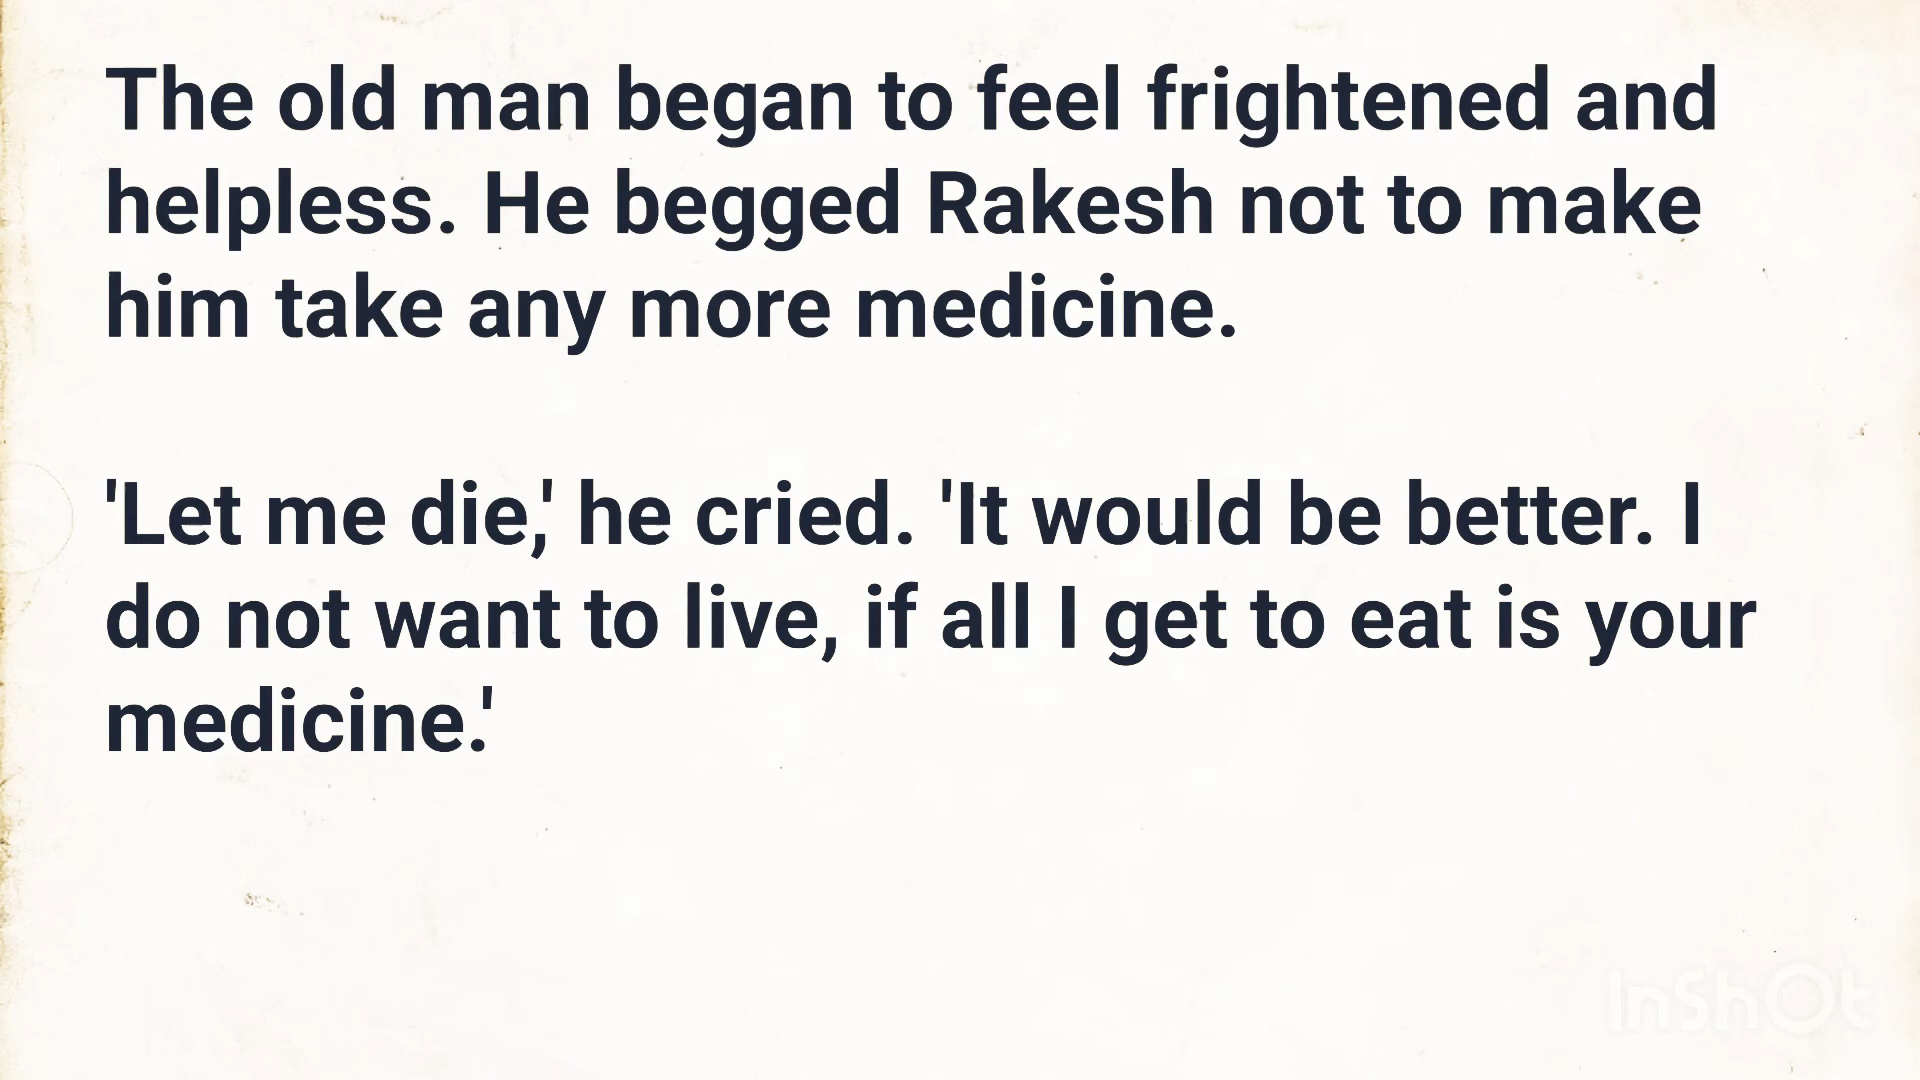 The old man began to feel frightened and
helpless. He begged Rakesh not to make
him take any more medicine.
'Let me die,' he cried. 'It would be better. I
do not want to live, if all I get to eat is your
medicine.'
InShOt